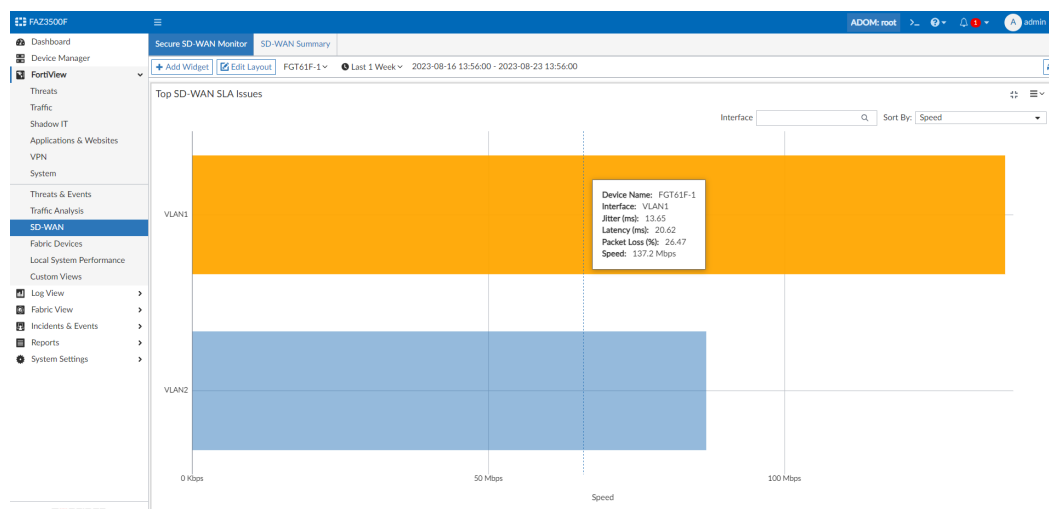 FAZ3500F
ADOM: root >_ 1 A admin
Dashboard
Device Manager
FortiView
Threats
Traffic
Shadow IT
Applications & Websites
VPN
System
Threats & Events
Traffic Analysis
SD-WAN
Fabric Devices
Local System Performance
Custom Views
Log View
Fabric View
Incidents & Events
Reports
System Settings
Secure SD-WAN Monitor SD-WAN Summary
+ Add Widget Edit Layout FGT61F-1 Last 1 Week 2023-08-16 13:56:00 - 2023-08-23 13:56:00
Top SD-WAN SLA Issues
Interface Sort By: Speed
VLAN1
Device Name: FGT61F-1
Interface: VLAN1
Jitter (ms): 13.65
Latency (ms): 20.62
Packet Loss (%): 26.47
Speed: 137.2 Mbps
VLAN2
0 Kbps 50 Mbps 100 Mbps
Speed